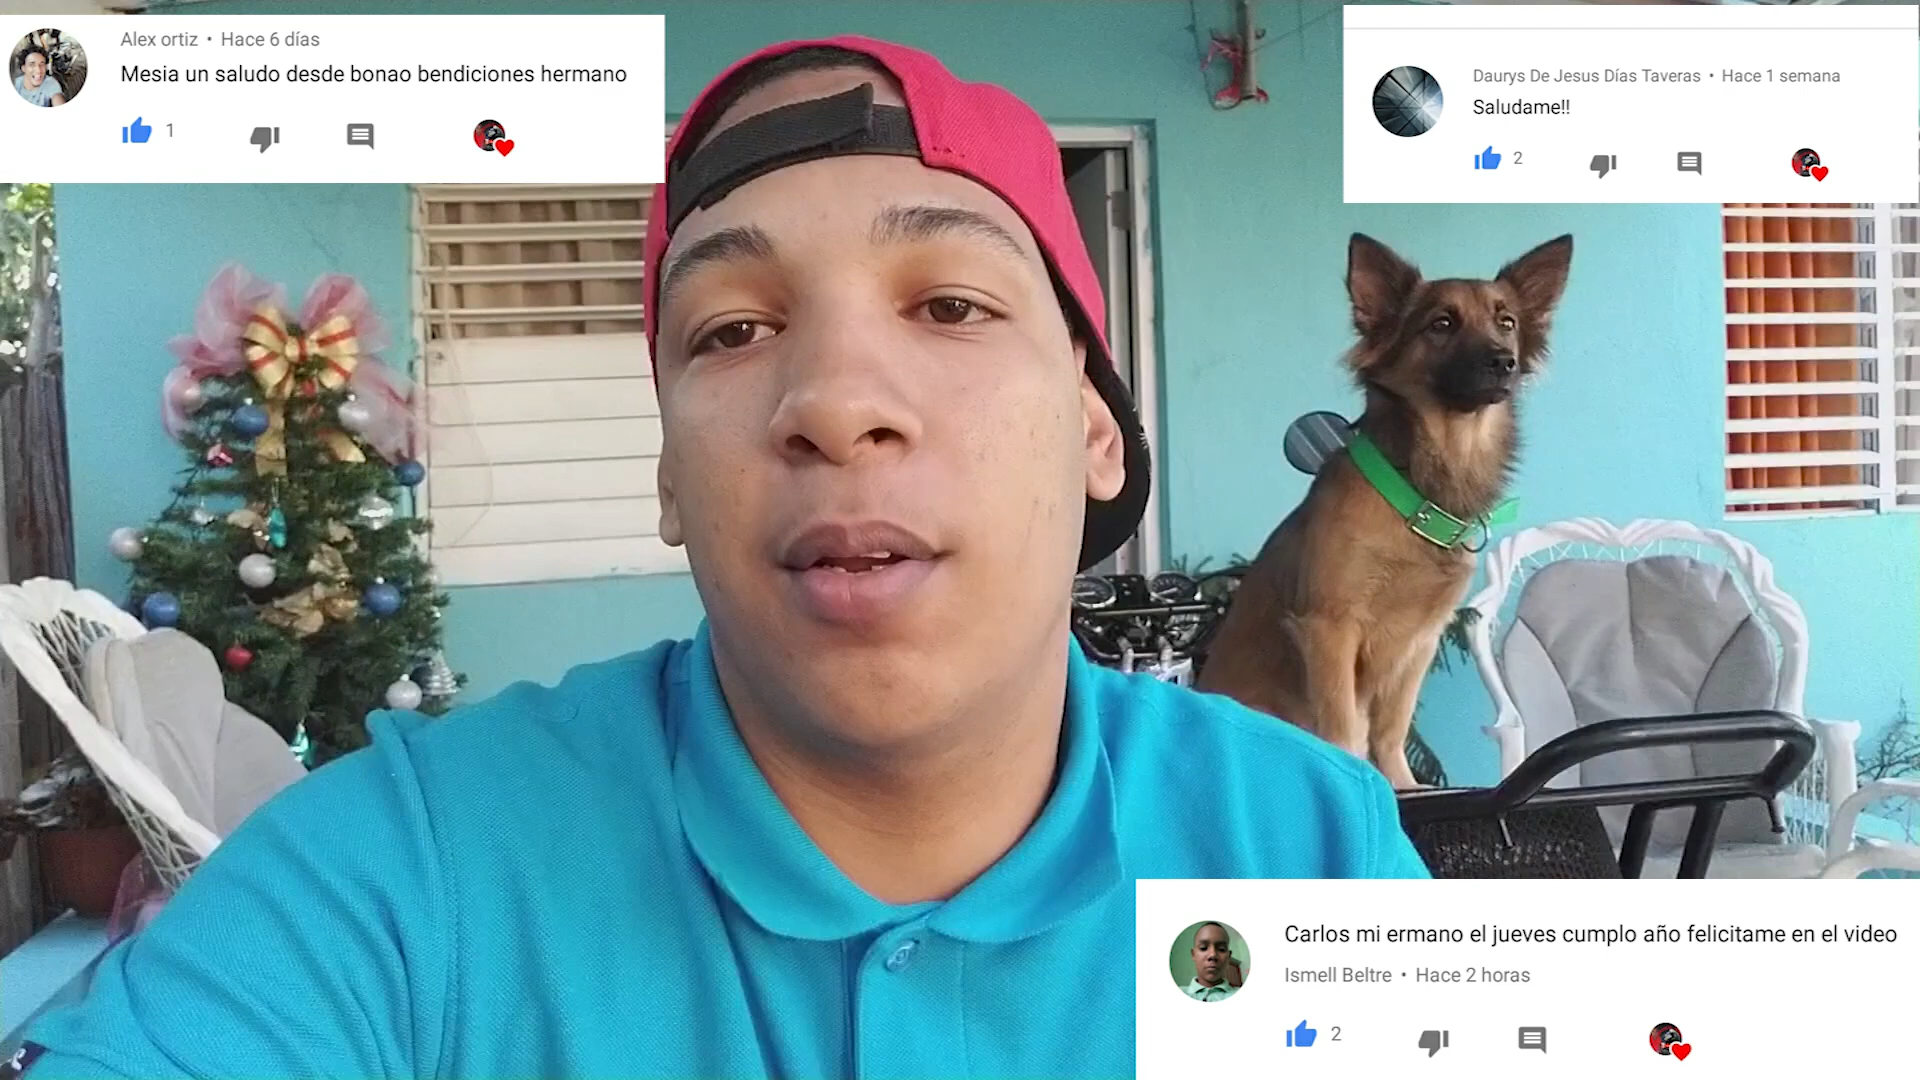 Alex ortiz • Hace 6 días
Mesia un saludo desde bonao bendiciones hermano
1
Daurys De Jesus Días Taveras • Hace 1 semana
Saludame!!
2
Carlos mi ermano el jueves cumplo año felicitame en el video
Ismell Beltre • Hace 2 horas
2